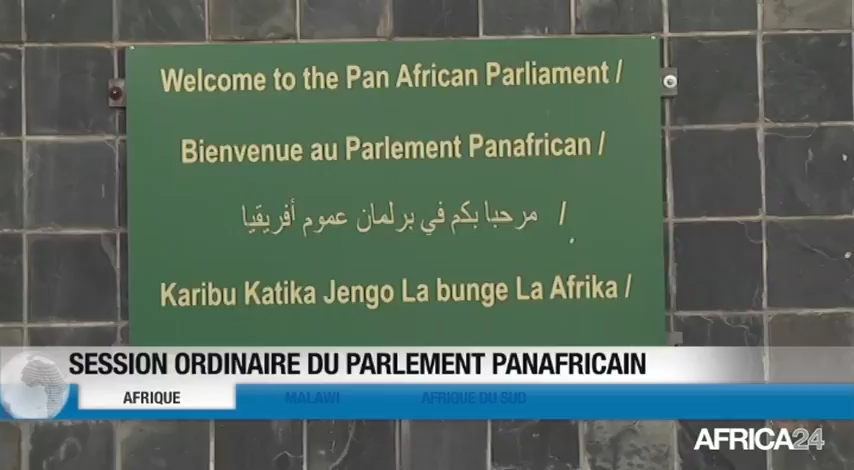 Welcome to the Pan African Parliament /
Bienvenue au Parlement Panafrican /
مرحبا بكم في برلمان عموم أفريقيا /
Karibu Katika Jengo La bunge La Afrika /
SESSION ORDINAIRE DU PARLEMENT PANAFRICAIN
AFRIQUE MALAWI AFRIQUE DU SUD
AFRICA24